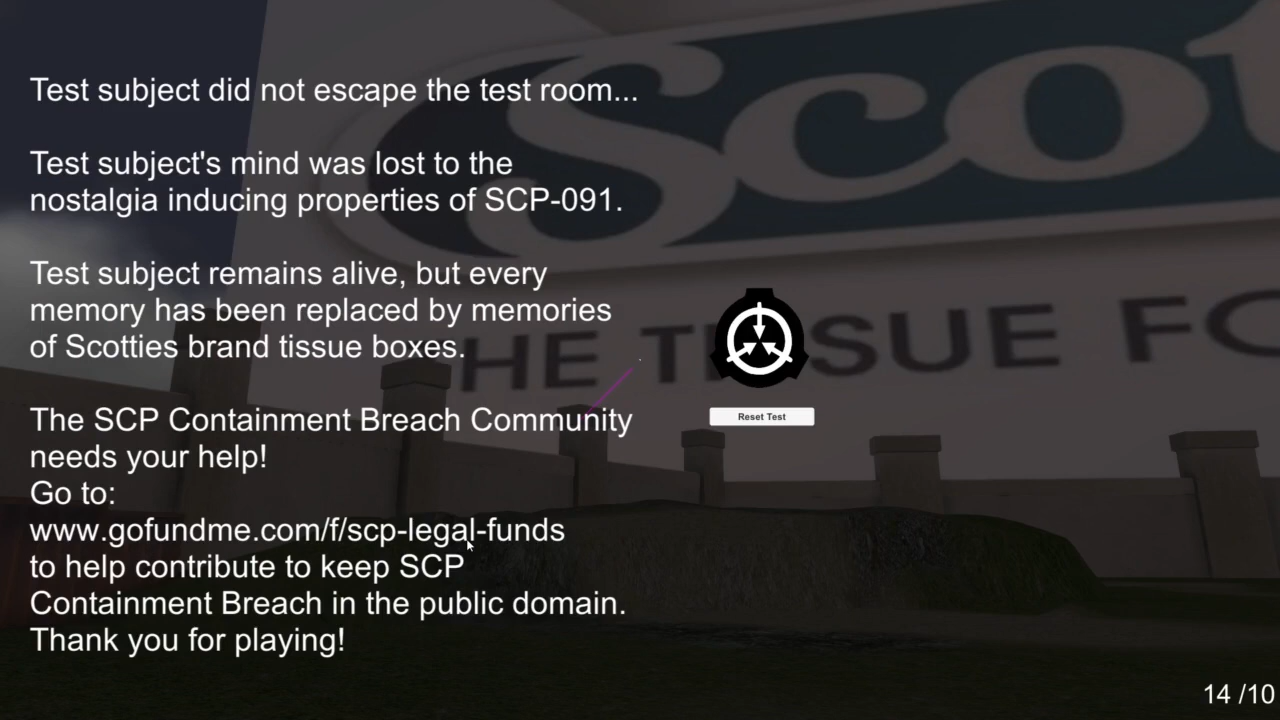 Scot
Test subject did not escape the test room...
Test subject's mind was lost to the
nostalgia inducing properties of SCP-091.
Test subject remains alive, but every
memory has been replaced by memories
of Scotties brand tissue boxes.
HE TISSUE FO
The SCP Containment Breach Community
needs your help!
Go to:
www.gofundme.com/f/scp-legal-funds
to help contribute to keep SCP
Containment Breach in the public domain.
Thank you for playing!
Reset Test
14 /10